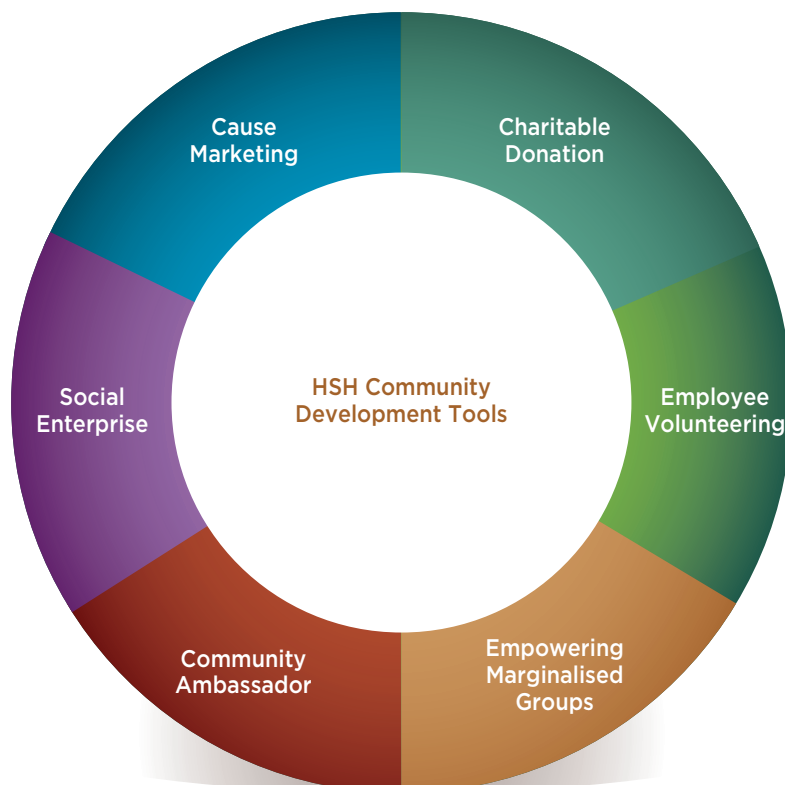 Cause
Marketing
Charitable
Donation
Social
Enterprise
HSH Community
Development Tools
Employee
Volunteering
Community
Ambassador
Empowering
Marginalised
Groups